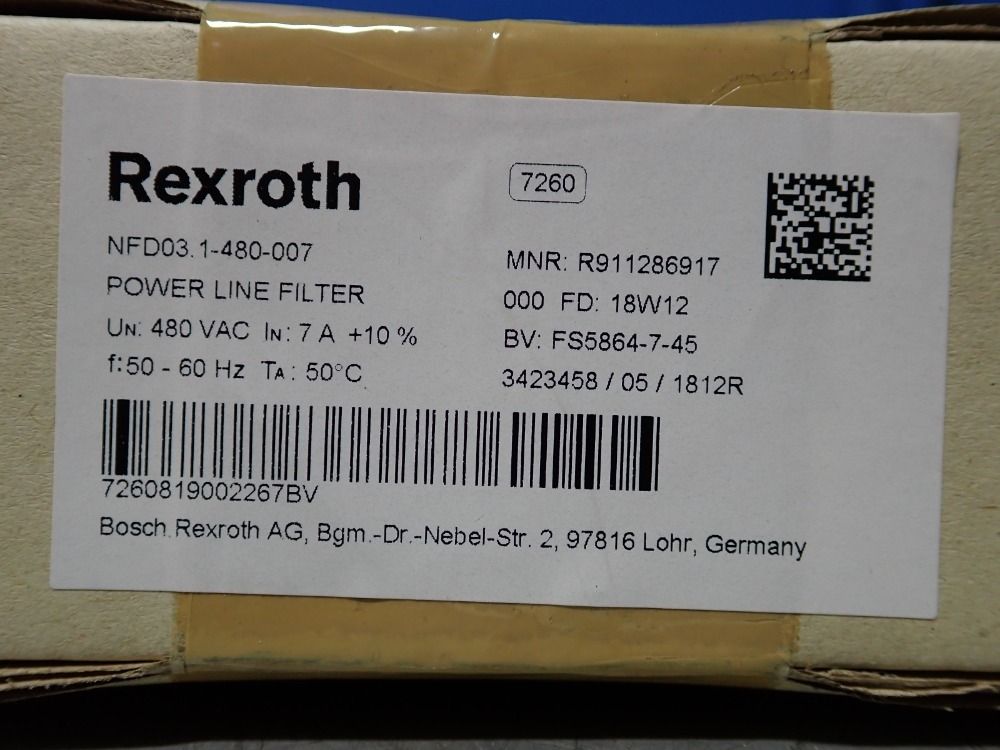 Rexroth
7260
NFD03.1-480-007
POWER LINE FILTER
UN: 480 VAC IN: 7 A +10 %
f:50 - 60 Hz TA: 50°C
MNR: R911286917
000 FD: 18W12
BV: FS5864-7-45
3423458 / 05 / 1812R
7260819002267BV
Bosch Rexroth AG, Bgm.-Dr.-Nebel-Str. 2, 97816 Lohr, Germany